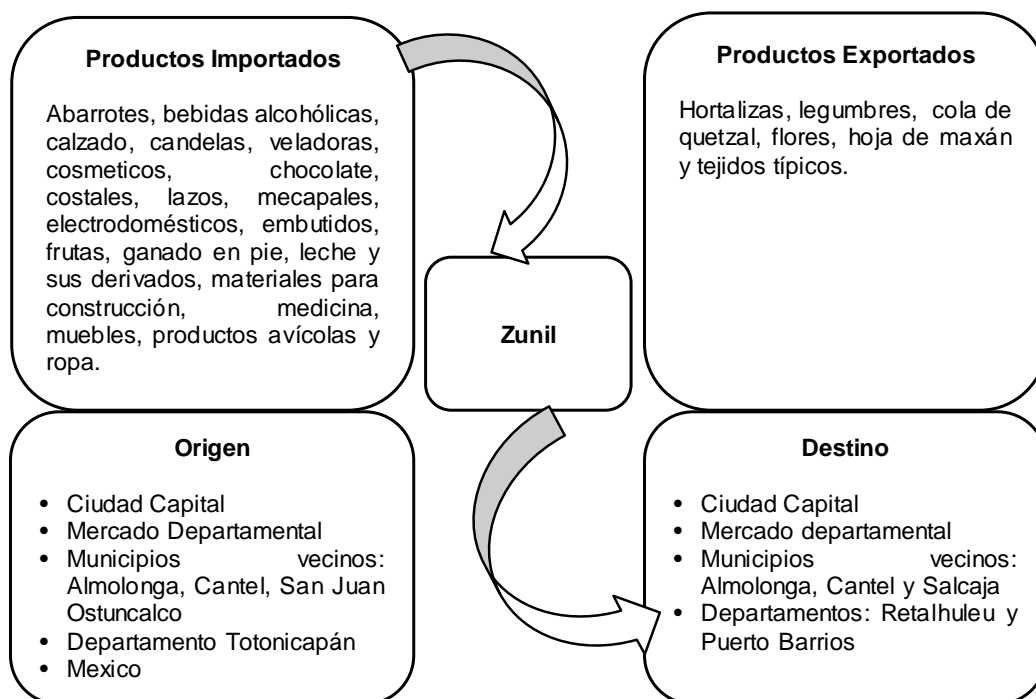 Productos Importados
Abarrotes, bebidas alcohólicas,
calzado, candelas, veladoras,
cosmeticos, chocolate,
costales, lazos, mecapales,
electrodomésticos, embutidos,
frutas, ganado en pie, leche y
sus derivados, materiales para
construcción, medicina,
muebles, productos avícolas y
ropa.
Productos Exportados
Hortalizas, legumbres, cola de
quetzal, flores, hoja de maxán
y tejidos típicos.
Zunil
Origen
• Ciudad Capital
• Mercado Departamental
• Municipios vecinos:
Almolonga, Cantel, San Juan
Ostuncalco
• Departamento Totonicapán
• Mexico
Destino
• Ciudad Capital
• Mercado departamental
• Municipios vecinos:
Almolonga, Cantel y Salcaja
• Departamentos: Retalhuleu y
Puerto Barrios